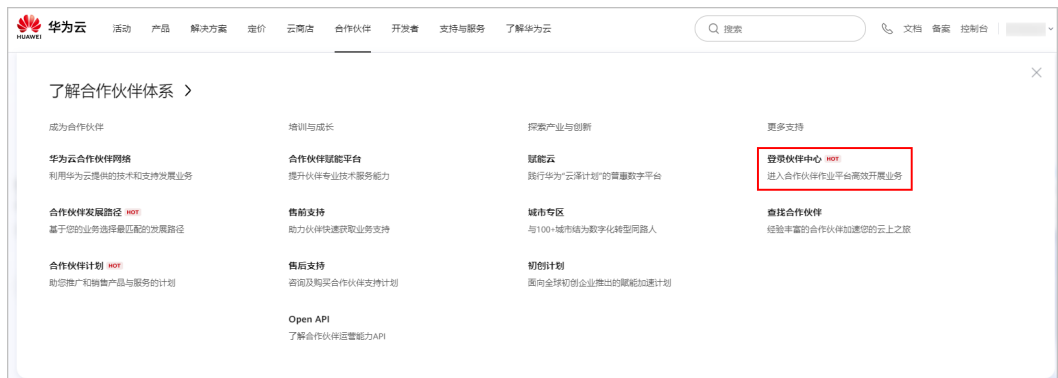 HUAWEI
华为云
活动
产品
解决方案
定价
云商店
合作伙伴
开发者
支持与服务
了解华为云
搜索
文档
备案
控制台
了解合作伙伴体系
成为合作伙伴
华为云合作伙伴网络
利用华为云提供的技术和支持发展业务
合作伙伴发展路径 HOT
基于您的业务选择最匹配的发展路径
合作伙伴计划 HOT
助您推广和销售产品与服务的计划
培训与成长
合作伙伴赋能平台
提升伙伴专业技术服务能力
售前支持
助力伙伴快速获取业务支持
售后支持
咨询及购买合作伙伴支持计划
Open API
了解合作伙伴运营能力API
探索产业与创新
赋能云
践行华为“云泽计划”的普惠数字平台
城市专区
与100+城市结为数字化转型同路人
初创计划
面向全球初创企业推出的赋能加速计划
更多支持
登录伙伴中心 HOT
进入合作伙伴作业平台高效开展业务
查找合作伙伴
经验丰富的合作伙伴加速您的云上之旅